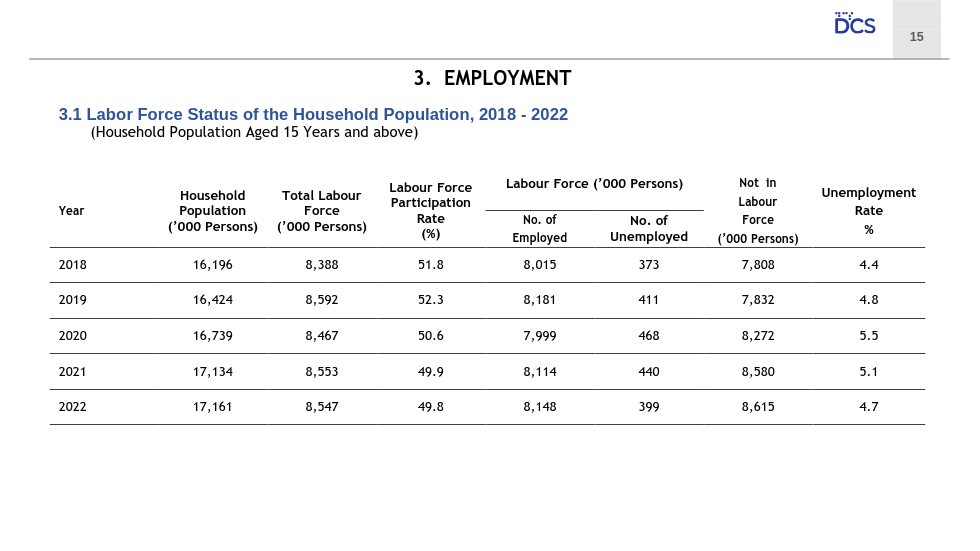 DCS
15
3. EMPLOYMENT
3.1 Labor Force Status of the Household Population, 2018 - 2022
(Household Population Aged 15 Years and above)
Year
Household
Population
(’000 Persons)
Total Labour
Force
(’000 Persons)
Labour Force
Participation
Rate
(%)
Labour Force (’000 Persons)
No. of
Employed
No. of
Unemployed
Not in
Labour
Force
(’000 Persons)
Unemployment
Rate
%
2018 16,196 8,388 51.8 8,015 373 7,808 4.4
2019 16,424 8,592 52.3 8,181 411 7,832 4.8
2020 16,739 8,467 50.6 7,999 468 8,272 5.5
2021 17,134 8,553 49.9 8,114 440 8,580 5.1
2022 17,161 8,547 49.8 8,148 399 8,615 4.7